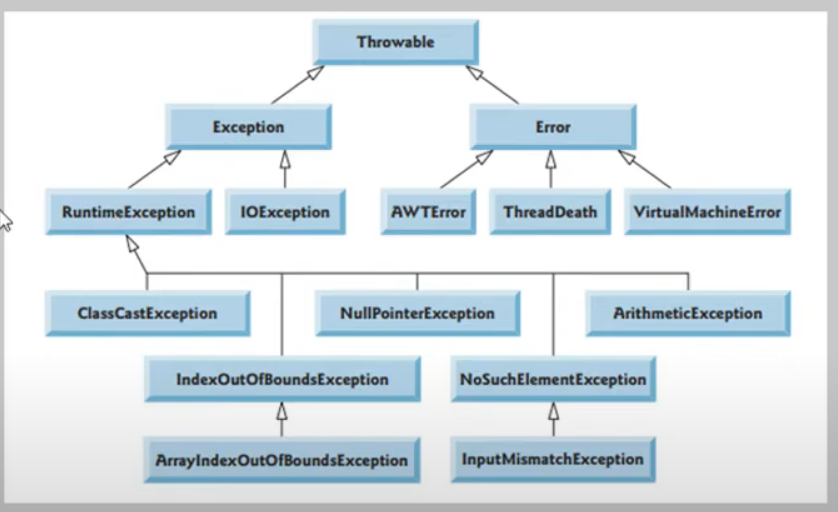 Throwable
Exception
Error
RuntimeException
IOException
AWTError
ThreadDeath
VirtualMachineError
ClassCastException
NullPointerException
ArithmeticException
IndexOutOfBoundsException
NoSuchElementException
ArrayIndexOutOfBoundsException
InputMismatchException